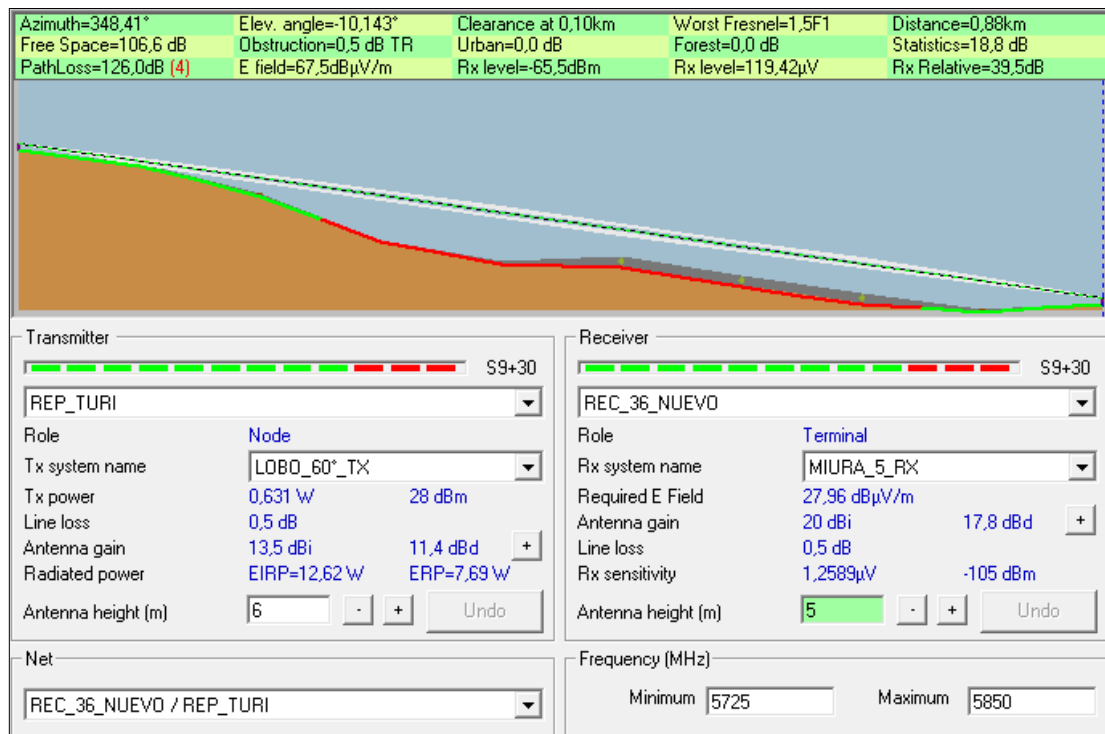 Azimuth=348,41° Elev. angle=-10,143° Clearance at 0,10km Worst Fresnel=1,5F1 Distance=0,88km
Free Space=106,6 dB Obstruction=0,5 dB TR Urban=0,0 dB Forest=0,0 dB Statistics=18,8 dB
PathLoss=126,0dB (4) E field=67,5dBµV/m Rx level=-65,5dBm Rx level=119,42µV Rx Relative=39,5dB
Transmitter
S9+30
REP_TURI
Role Node
Tx system name LOBO_60°_TX
Tx power 0,631 W 28 dBm
Line loss 0,5 dB
Antenna gain 13,5 dBi 11,4 dBd +
Radiated power EIRP=12,62 W ERP=7,69 W
Antenna height (m) 6 - + Undo
Net
REC_36_NUEVO / REP_TURI
Receiver
S9+30
REC_36_NUEVO
Role Terminal
Rx system name MIURA_5_RX
Required E Field 27,96 dBµV/m
Antenna gain 20 dBi 17,8 dBd +
Line loss 0,5 dB
Rx sensitivity 1,2589µV -105 dBm
Antenna height (m) 5 - + Undo
Frequency (MHz)
Minimum 5725 Maximum 5850